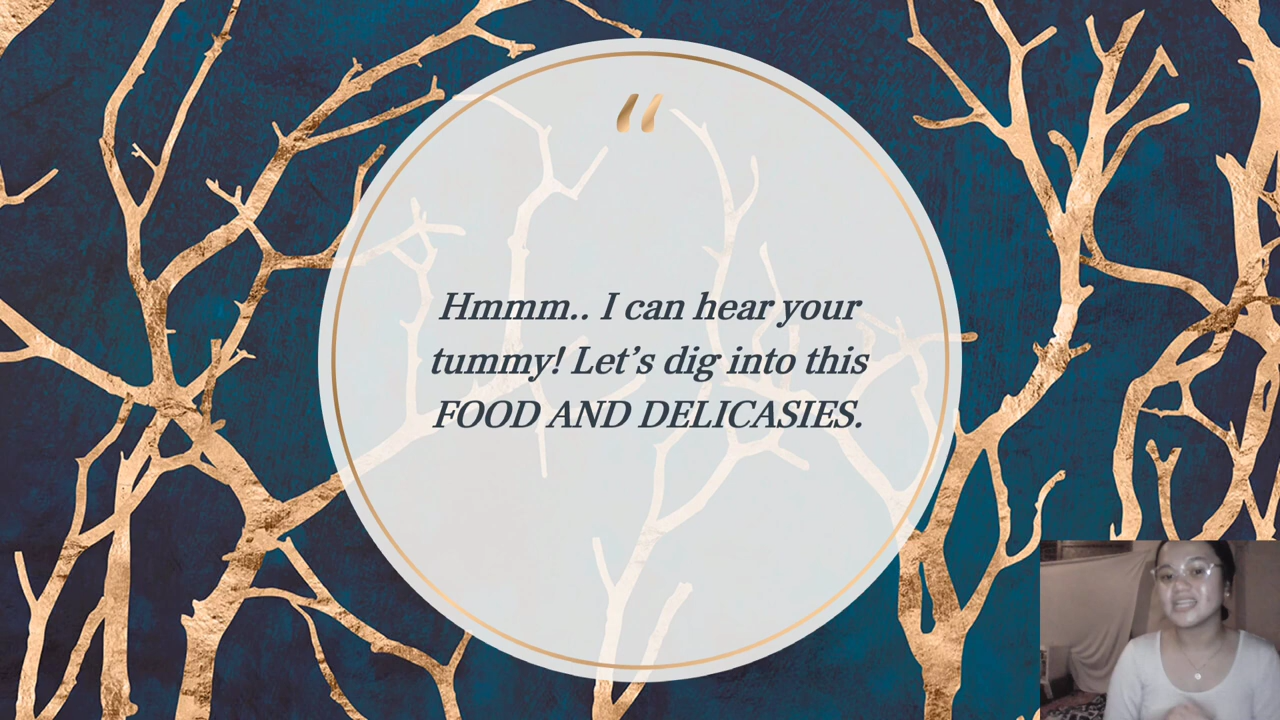 “
Hmmm.. I can hear your
tummy! Let’s dig into this
FOOD AND DELICASIES.